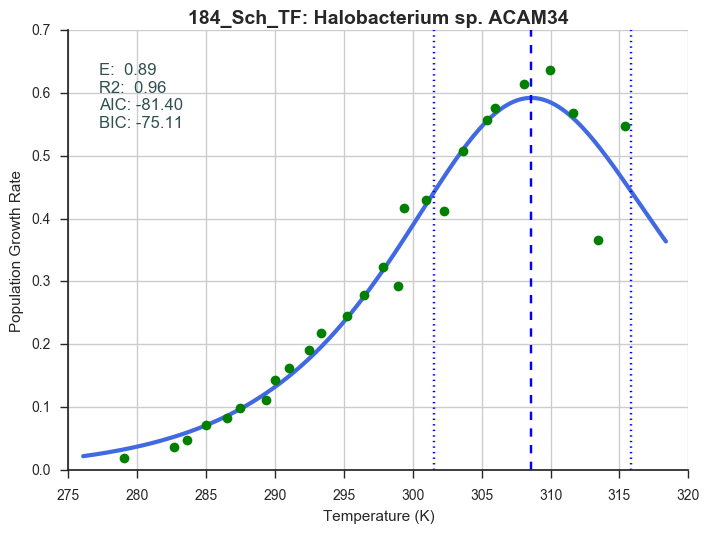 184_Sch_TF: Halobacterium sp. ACAM34
E: 0.89
R2: 0.96
AIC: -81.40
BIC: -75.11
Population Growth Rate
0.7
0.6
0.5
0.4
0.3
0.2
0.1
0.0
275 280 285 290 295 300 305 310 315 320
Temperature (K)